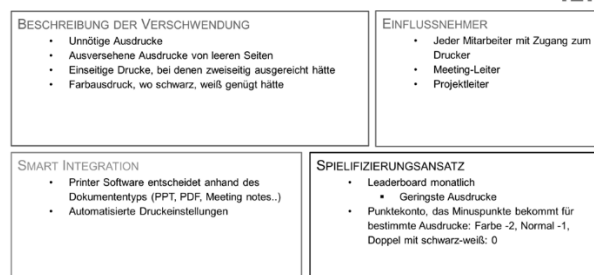 BESCHREIBUNG DER VERSCHWENDUNG
• Unnötige Ausdrucke
• Ausversehene Ausdrucke von leeren Seiten
• Einseitige Drucke, bei denen zweiseitig ausgereicht hätte
• Farbausdruck, wo schwarz, weiß genügt hätte
EINFLUSSNEHMER
• Jeder Mitarbeiter mit Zugang zum
Drucker
• Meeting-Leiter
• Projektleiter
SMART INTEGRATION
• Printer Software entscheidet anhand des
Dokumententyps (PPT, PDF, Meeting notes..)
• Automatisierte Druckeinstellungen
SPIELIFIZIERUNGSANSATZ
• Leaderboard monatlich
▪ Geringste Ausdrucke
• Punktekonto, das Minuspunkte bekommt für
bestimmte Ausdrucke: Farbe -2, Normal -1,
Doppel mit schwarz-weiß: 0